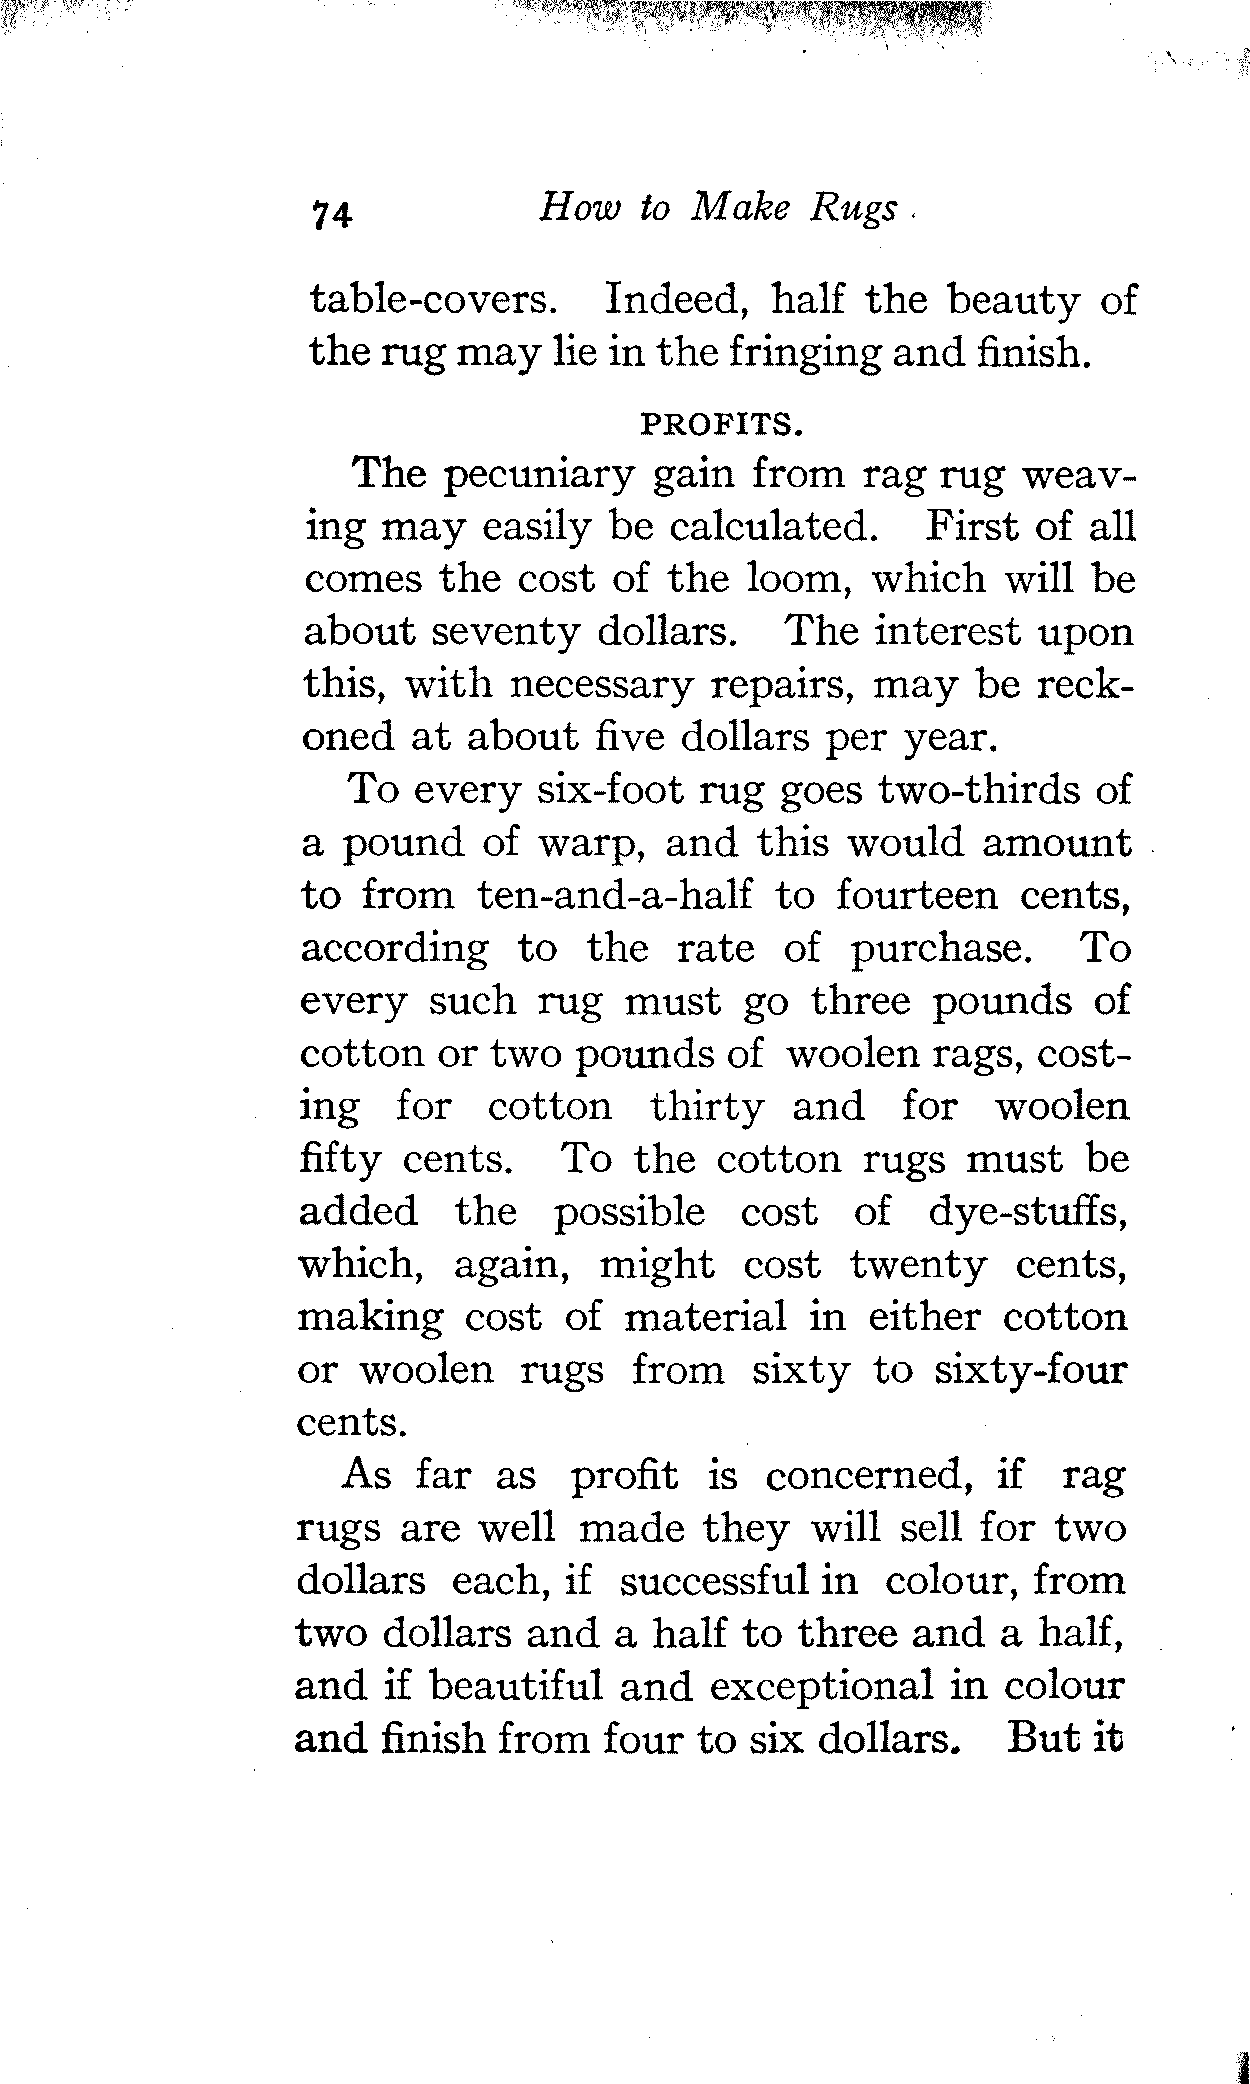 74 How to Make Rugs
table-covers. Indeed, half the beauty of
the rug may lie in the fringing and finish.
PROFITS.
The pecuniary gain from rag rug weav-
ing may easily be calculated. First of all
comes the cost of the loom, which will be
about seventy dollars. The interest upon
this, with necessary repairs, may be reck-
oned at about five dollars per year.
To every six-foot rug goes two-thirds of
a pound of warp, and this would amount
to from ten-and-a-half to fourteen cents,
according to the rate of purchase. To
every such rug must go three pounds of
cotton or two pounds of woolen rags, cost-
ing for cotton thirty and for woolen
fifty cents. To the cotton rugs must be
added the possible cost of dye-stuffs,
which, again, might cost twenty cents,
making cost of material in either cotton
or woolen rugs from sixty to sixty-four
cents.
As far as profit is concerned, if rag
rugs are well made they will sell for two
dollars each, if successful in colour, from
two dollars and a half to three and a half,
and if beautiful and exceptional in colour
and finish from four to six dollars. But it